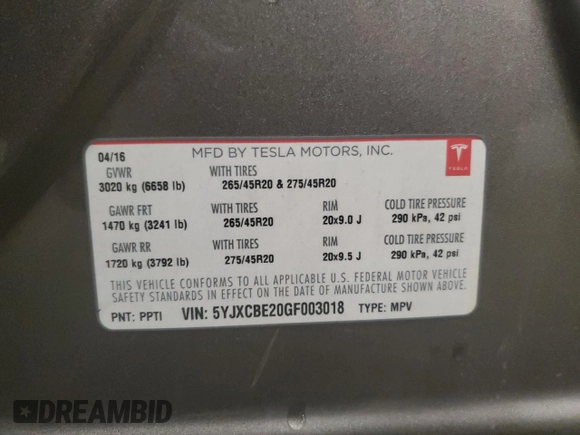 04/16 MFD BY TESLA MOTORS, INC.
GVWR WITH TIRES
3020 kg (6658 lb) 265/45R20 & 275/45R20
TESLA
GAWR FRT WITH TIRES RIM COLD TIRE PRESSURE
1470 kg (3241 lb) 265/45R20 20x9.0 J 290 kPa, 42 psi
GAWR RR WITH TIRES RIM COLD TIRE PRESSURE
1720 kg (3792 lb) 275/45R20 20x9.5 J 290 kPa, 42 psi
THIS VEHICLE CONFORMS TO ALL APPLICABLE U.S. FEDERAL MOTOR VEHICLE
SAFETY STANDARDS IN EFFECT ON THE DATE OF MANUFACTURE SHOWN ABOVE.
PNT: PPTI VIN: 5YJXCBE20GF003018 TYPE: MPV
DREAMBID